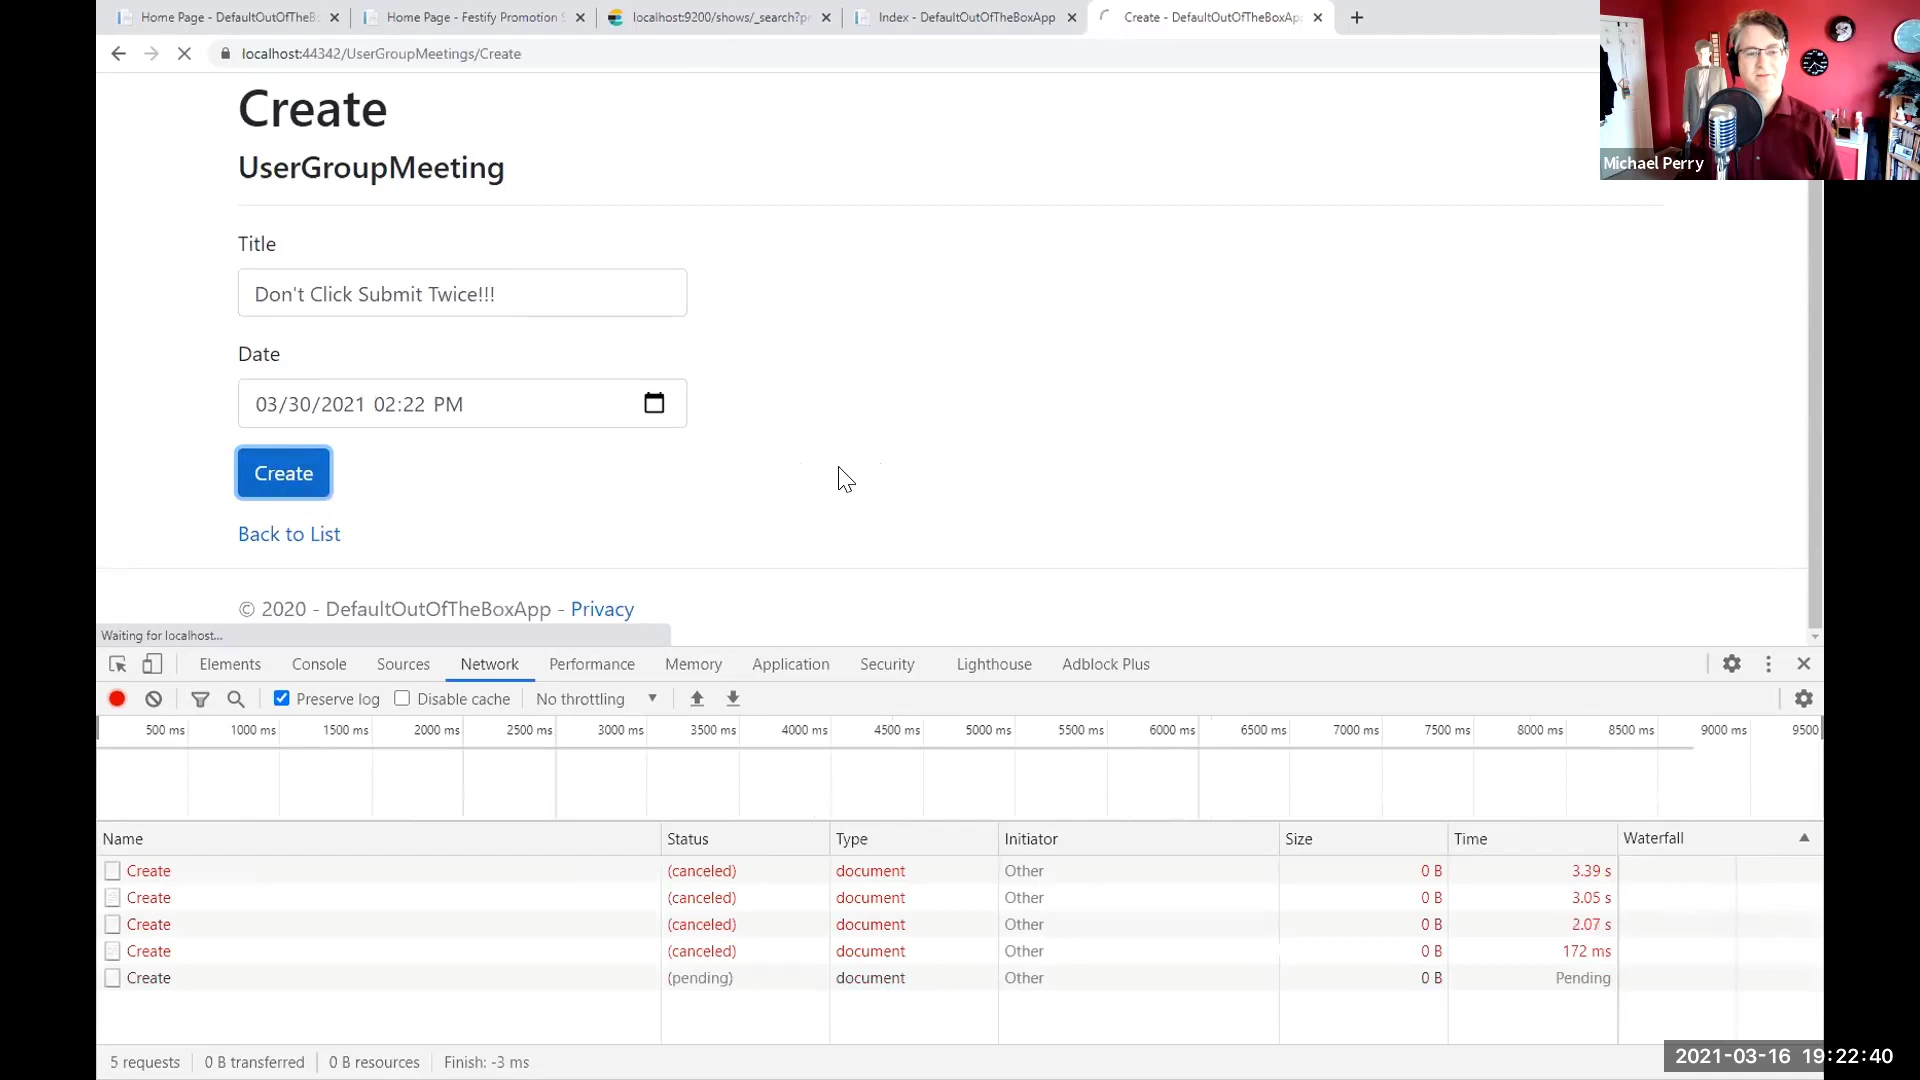 Home Page - DefaultOutOfTheB
Home Page - Festify Promotion
localhost:9200/shows/_search?pr
Index - DefaultOutOfTheBoxApp
Create - DefaultOutOfTheBoxApp
localhost:44342/UserGroupMeetings/Create
Michael Perry
Create
UserGroupMeeting
Title
Don't Click Submit Twice!!!
Date
03/30/2021 02:22 PM
Create
Back to List
© 2020 - DefaultOutOfTheBoxApp - Privacy
Waiting for localhost...
Elements Console Sources Network Performance Memory Application Security Lighthouse Adblock Plus
Preserve log Disable cache No throttling
500 ms 1000 ms 1500 ms 2000 ms 2500 ms 3000 ms 3500 ms 4000 ms 4500 ms 5000 ms 5500 ms 6000 ms 6500 ms 7000 ms 7500 ms 8000 ms 8500 ms 9000 ms 9500
Name Status Type Initiator Size Time Waterfall
Create (canceled) document Other 0 B 3.39 s
Create (canceled) document Other 0 B 3.05 s
Create (canceled) document Other 0 B 2.07 s
Create (canceled) document Other 0 B 172 ms
Create (pending) document Other 0 B Pending
5 requests 0 B transferred 0 B resources Finish: -3 ms
2021-03-16 19:22:40